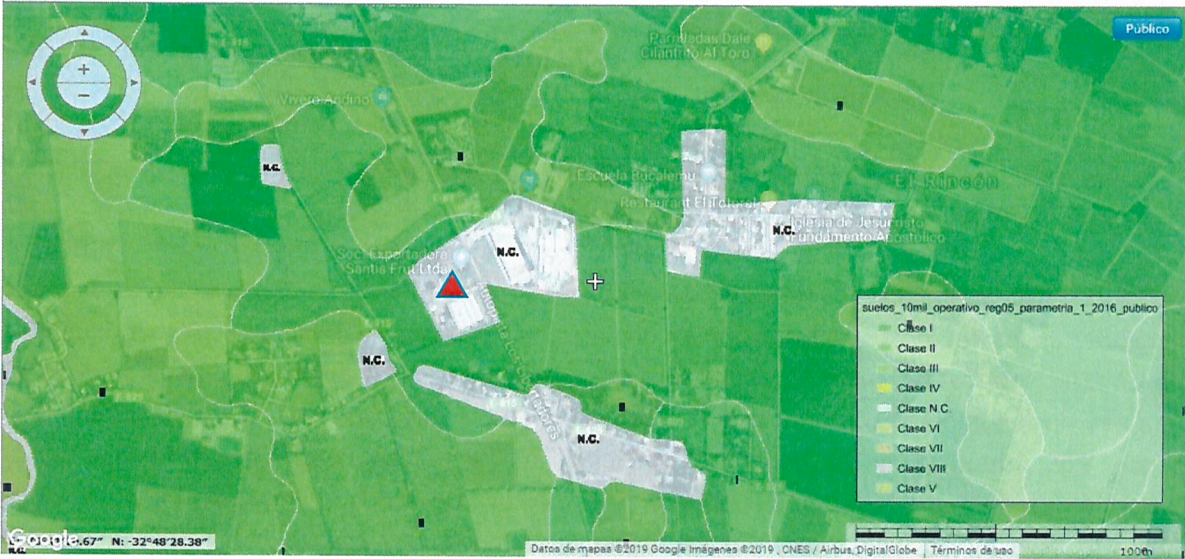 Público
Parrilladas Dale
Cilantrito Al Toro
Vivero Andino
N.C.
Escuela Pucalemu
El Rincón
Restaurant El Totoral
Iglesia de Jesucristo
Fundamento Apostólico
N.C.
N.C.
Soc. Exportadora
Santis Frut Ltda
suelos_10mil_operativo_reg05_parametria_1_2016_publico
Clase I
Clase II
Clase III
Clase IV
Clase N.C.
Clase VI
Clase VII
Clase VIII
Clase V
N.C.
N.C.
I
I
Google
.67" N: -32°48'28.38"
N.C.
Datos de mapas ©2019 Google Imágenes ©2019 , CNES / Airbus, DigitalGlobe
Términos de uso
100m